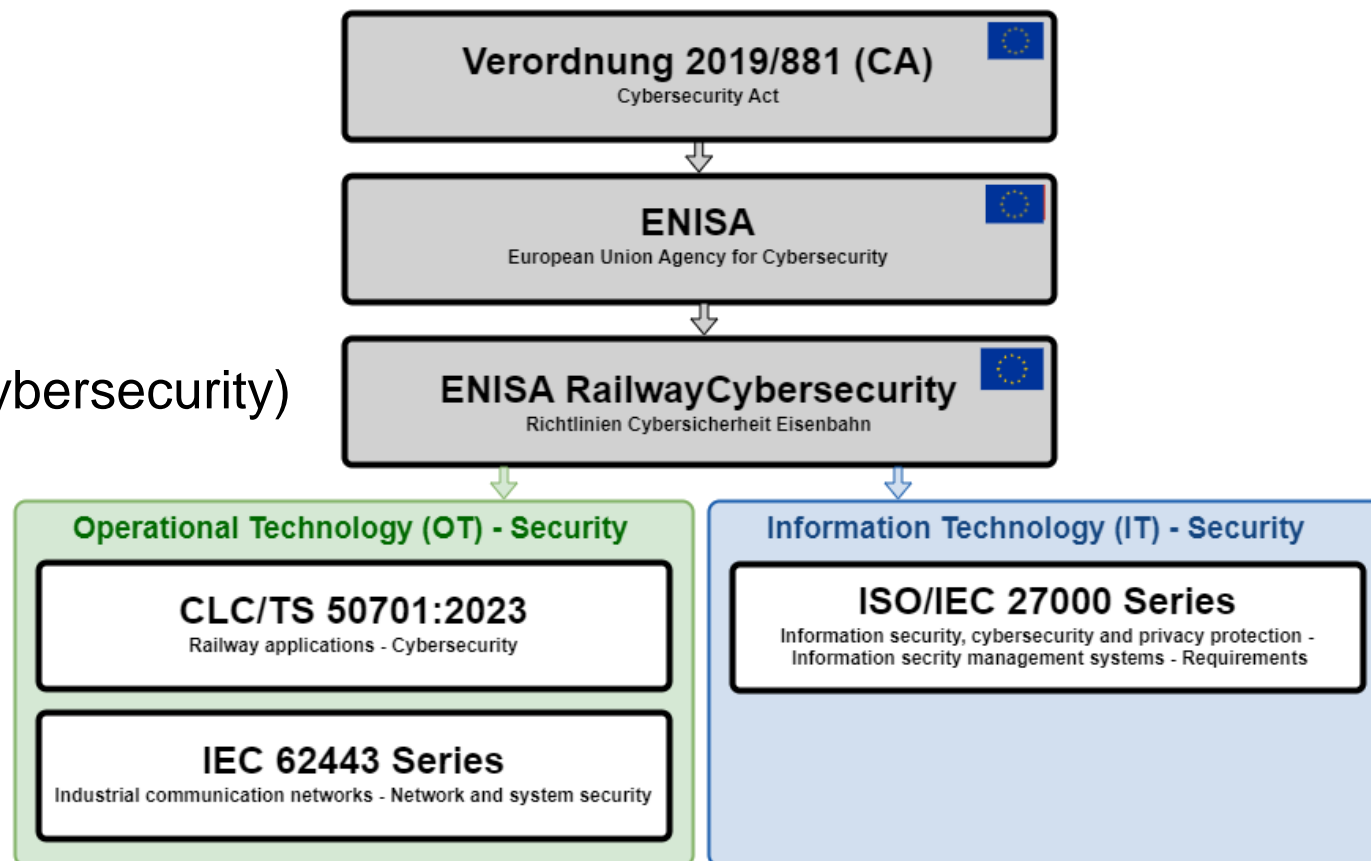 Verordnung 2019/881 (CA)
Cybersecurity Act
ENISA
European Union Agency for Cybersecurity
ybersecurity)
ENISA RailwayCybersecurity
Richtlinien Cybersicherheit Eisenbahn
Operational Technology (OT) - Security
CLC/TS 50701:2023
Railway applications - Cybersecurity
IEC 62443 Series
Industrial communication networks - Network and system security
Information Technology (IT) - Security
ISO/IEC 27000 Series
Information security, cybersecurity and privacy protection -
Information secrity management systems - Requirements